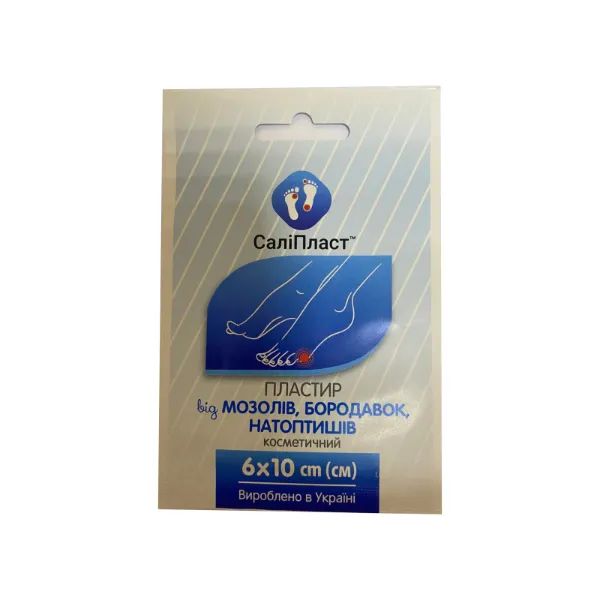 СаліПласт™
ПЛАСТИР
від МОЗОЛІВ, БОРОДАВОК,
НАТОПТИШІВ
косметичний
6x10 cm (см)
Вироблено в Україні